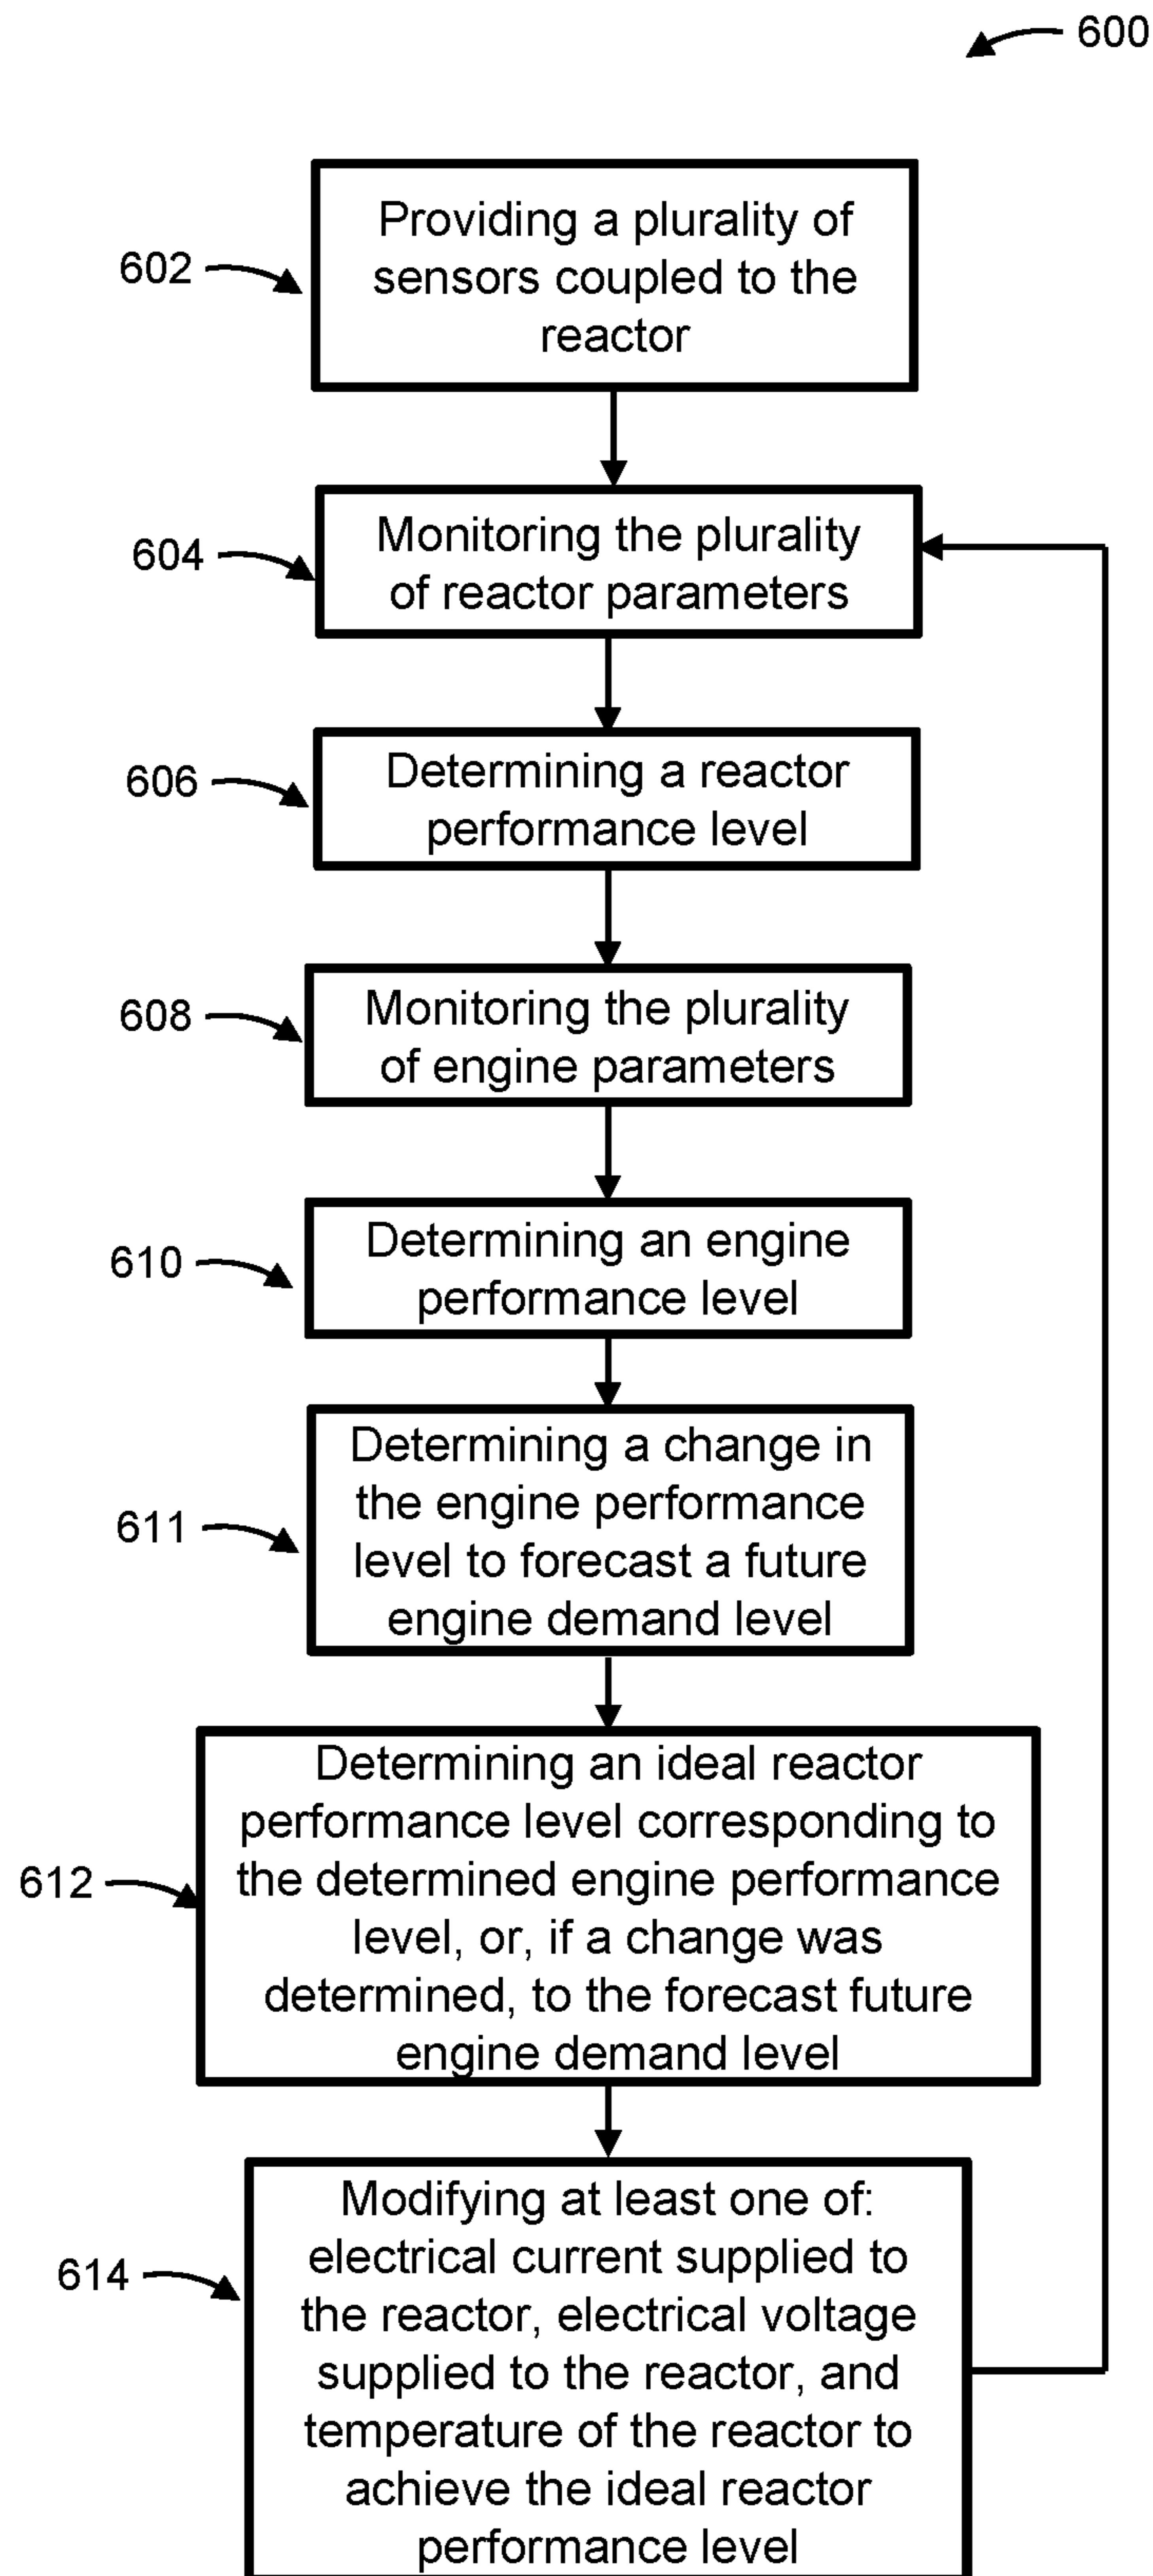 600
Providing a plurality of
sensors coupled to the
reactor
602
Monitoring the plurality
of reactor parameters
604
Determining a reactor
performance level
606
Monitoring the plurality
of engine parameters
608
Determining an engine
performance level
610
Determining a change in
the engine performance
level to forecast a future
engine demand level
611
Determining an ideal reactor
performance level corresponding to
the determined engine performance
level, or, if a change was
determined, to the forecast future
engine demand level
612
Modifying at least one of:
electrical current supplied to
the reactor, electrical voltage
supplied to the reactor, and
temperature of the reactor to
achieve the ideal reactor
performance level
614